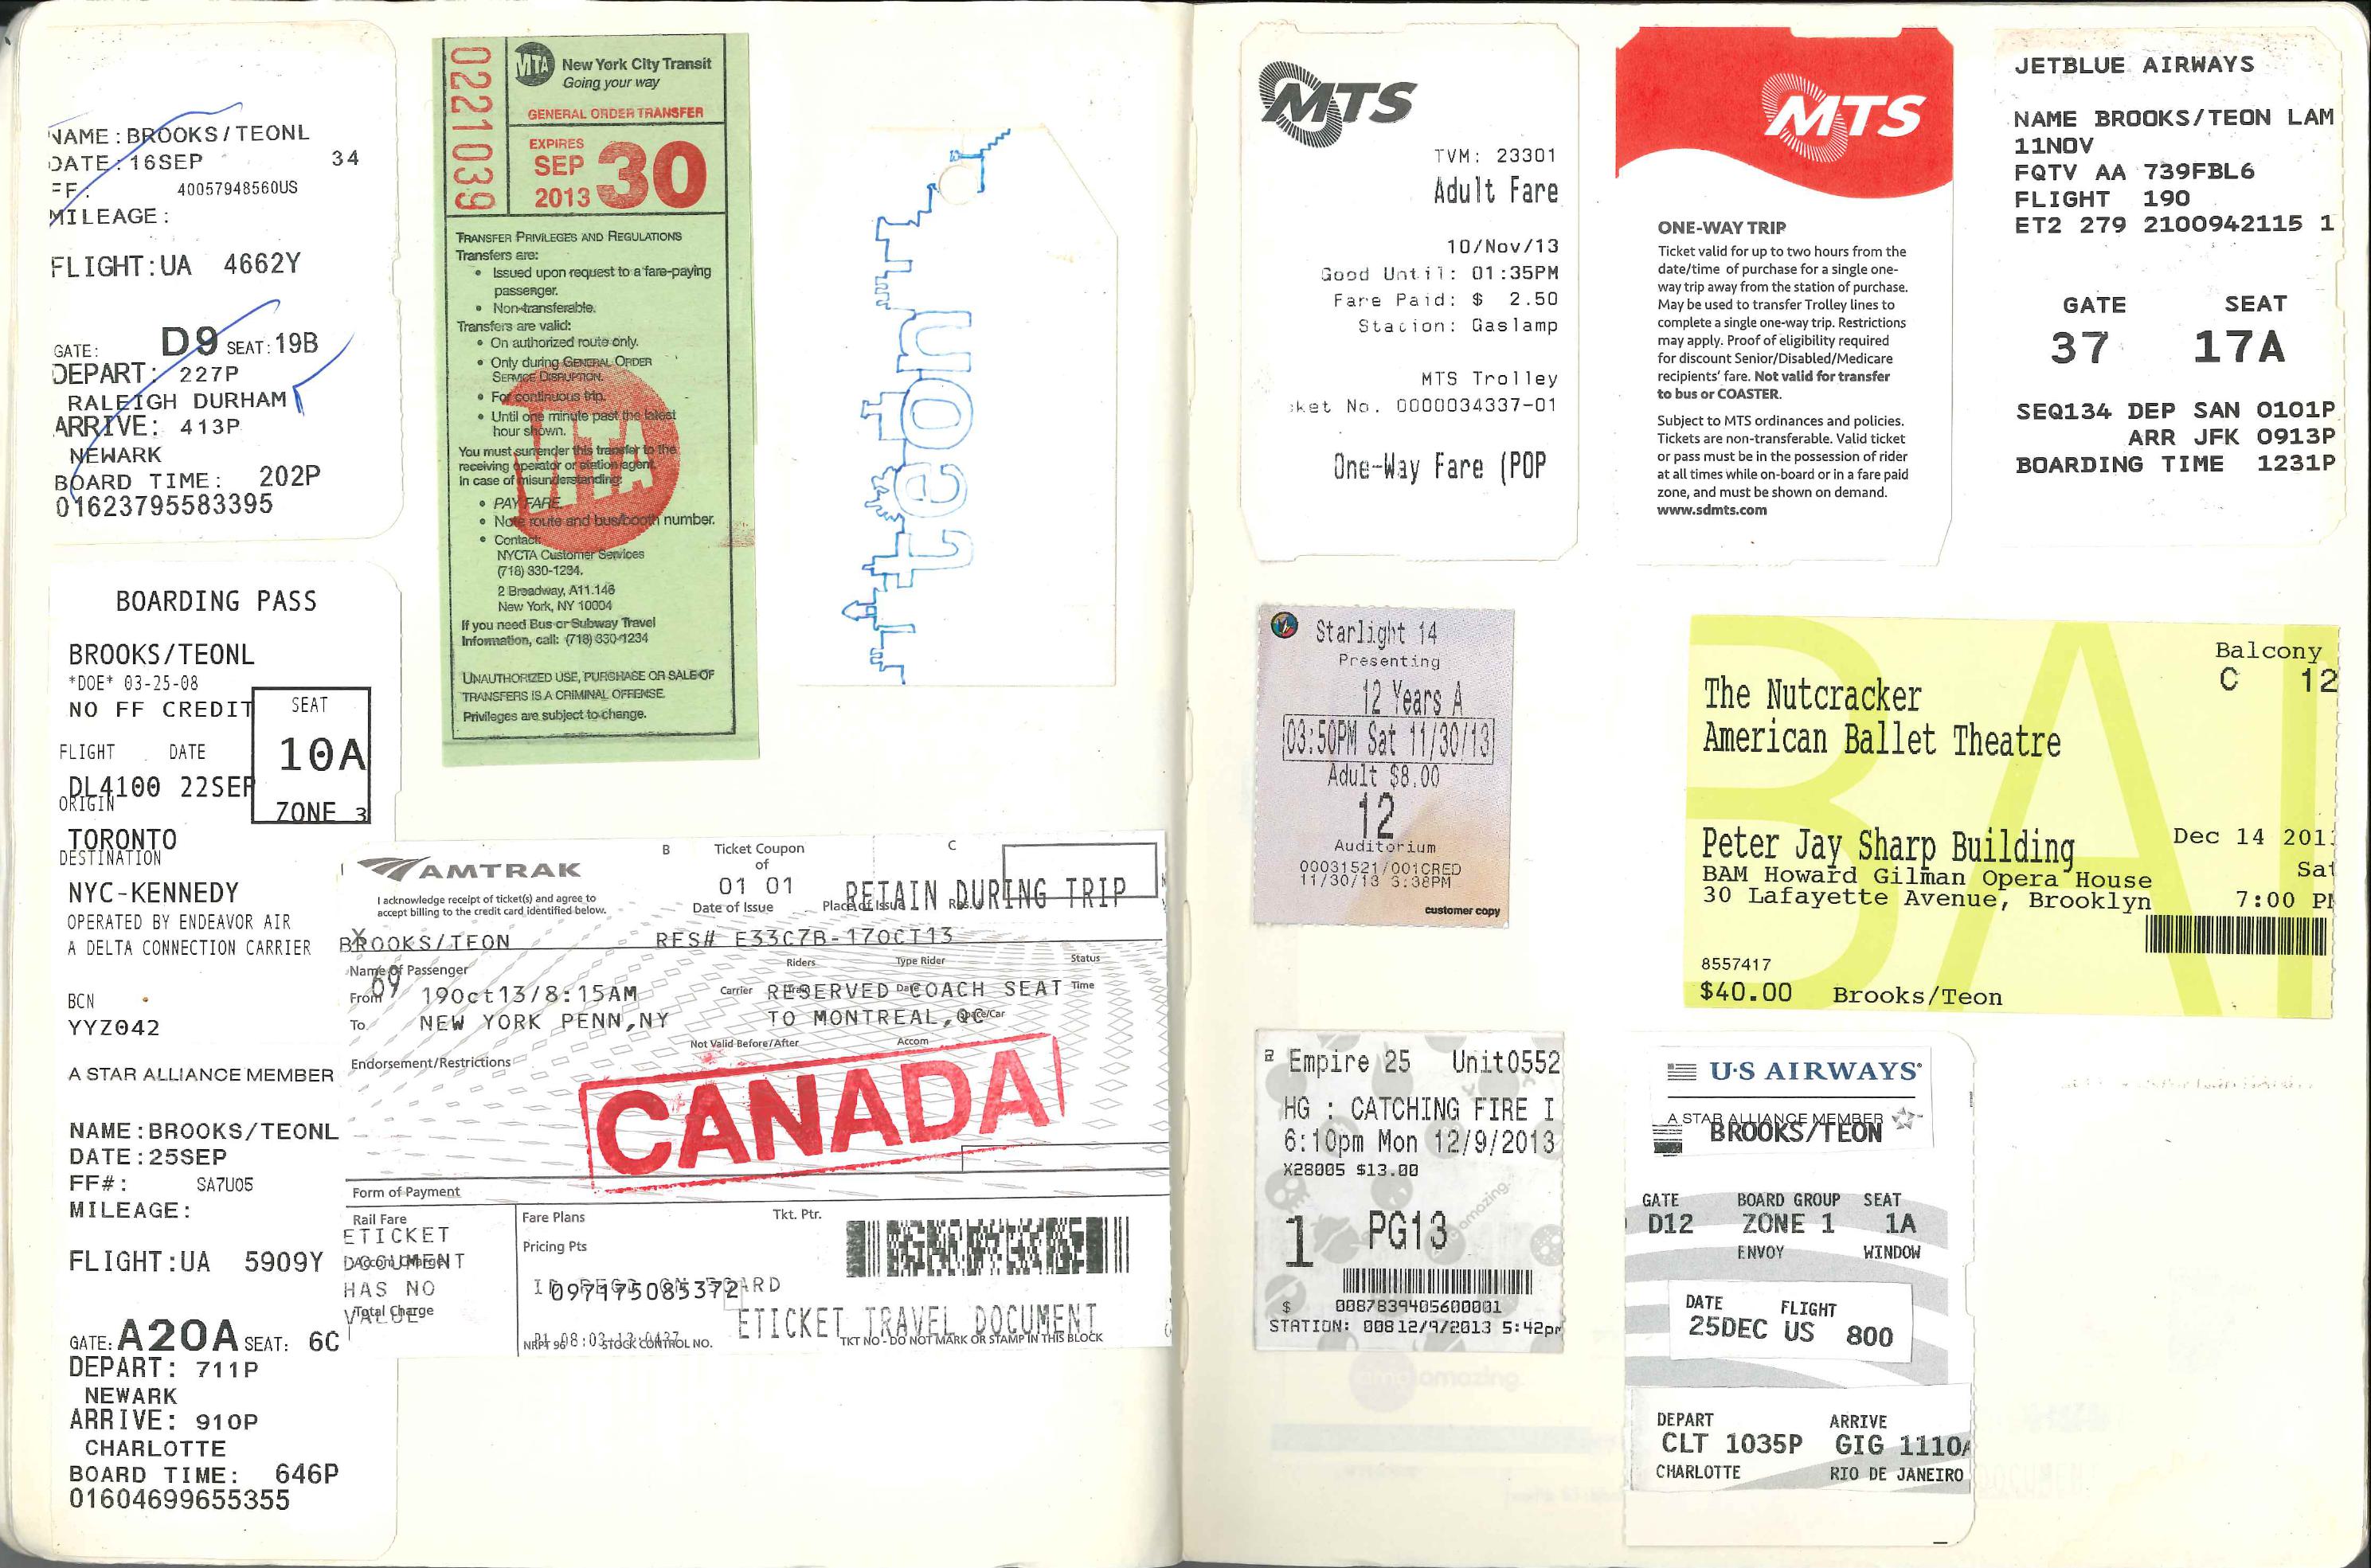 NAME: BROOKS/TEONL
DATE: 16SEP 34
FF: 40057948560US
MILEAGE:
FLIGHT: UA 4662Y
GATE: D9 SEAT: 19B
DEPART: 227P
RALEIGH DURHAM
ARRIVE: 413P
NEWARK
BOARD TIME: 202P
01623795583395
BOARDING PASS
BROOKS/TEONL
*DOE* 03-25-08
NO FF CREDIT
SEAT
10A
ZONE 3
FLIGHT DATE
DL4100 22SEP
ORIGIN
TORONTO
DESTINATION
NYC-KENNEDY
OPERATED BY ENDEAVOR AIR
A DELTA CONNECTION CARRIER
BCN
YYZ042
A STAR ALLIANCE MEMBER
NAME: BROOKS/TEONL
DATE: 25SEP
FF#: SA7U05
MILEAGE:
FLIGHT: UA 5909Y
GATE: A20A SEAT: 6C
DEPART: 711P
NEWARK
ARRIVE: 910P
CHARLOTTE
BOARD TIME: 646P
01604699655355
0221039
MTA New York City Transit
Going your way
GENERAL ORDER TRANSFER
EXPIRES
SEP 30
2013
TRANSFER PRIVILEGES AND REGULATIONS
Transfers are:
• Issued upon request to a fare-paying
passenger.
• Non-transferable.
Transfers are valid:
• On authorized route only.
• Only during GENERAL ORDER
SERVICE DISRUPTION.
• For continuous trip.
• Until one minute past the latest
hour shown.
You must surrender this transfer to the
receiving operator or station agent.
In case of misunderstanding:
• PAY FARE.
• Note route and bus/booth number.
• Contact:
NYCTA Customer Services
(718) 330-1234.
2 Broadway, A11.146
New York, NY 10004
If you need Bus or Subway Travel
Information, call: (718) 330-1234
UNAUTHORIZED USE, PURCHASE OR SALE OF
TRANSFERS IS A CRIMINAL OFFENSE.
Privileges are subject to change.
MTA
teon
AMTRAK
B Ticket Coupon C
of
01 01
I acknowledge receipt of ticket(s) and agree to
accept billing to the credit card identified below.
Date of Issue Place of Issue
RETAIN DURING TRIP
X
BROOKS/TEON RES# E33C7B-17OCT13
Name Of Passenger Riders Type Rider Status
69
From 19Oct13/8:15AM Carrier RESERVED COACH SEAT Time
To NEW YORK PENN,NY TO MONTREAL,QC Space/Car
Not Valid Before/After Accom
Endorsement/Restrictions
CANADA
Form of Payment
Rail Fare Fare Plans Tkt. Ptr.
ETICKET
Pricing Pts
DOCUMENT
Accom Charge
HAS NO
VALUE
Total Charge
097175085372
ETICKET TRAVEL DOCUMENT
NRPT 96 STOCK CONTROL NO. TKT NO - DO NOT MARK OR STAMP IN THIS BLOCK
MTS
TVM: 23301
Adult Fare
10/Nov/13
Good Until: 01:35PM
Fare Paid: $ 2.50
Station: Gaslamp
MTS Trolley
ket No. 0000034337-01
One-Way Fare (POP
MTS
ONE-WAY TRIP
Ticket valid for up to two hours from the
date/time of purchase for a single one-
way trip away from the station of purchase.
May be used to transfer Trolley lines to
complete a single one-way trip. Restrictions
may apply. Proof of eligibility required
for discount Senior/Disabled/Medicare
recipients' fare. Not valid for transfer
to bus or COASTER.
Subject to MTS ordinances and policies.
Tickets are non-transferable. Valid ticket
or pass must be in the possession of rider
at all times while on-board or in a fare paid
zone, and must be shown on demand.
www.sdmts.com
JETBLUE AIRWAYS
NAME BROOKS/TEON LAM
11NOV
FQTV AA 739FBL6
FLIGHT 190
ET2 279 2100942115 1
GATE SEAT
37 17A
SEQ134 DEP SAN 0101P
ARR JFK 0913P
BOARDING TIME 1231P
Starlight 14
Presenting
12 Years A
03:50PM Sat 11/30/13
Adult $8.00
12
Auditorium
00031521/001CRED
11/30/13 3:38PM
customer copy
BAM
Balcony
C 12
The Nutcracker
American Ballet Theatre
Peter Jay Sharp Building
BAM Howard Gilman Opera House
30 Lafayette Avenue, Brooklyn
Dec 14 201
Sat
7:00 P
8557417
$40.00 Brooks/Teon
Empire 25 Unit0552
HG : CATCHING FIRE I
6:10pm Mon 12/9/2013
X28005 $13.00
1 PG13
amazing.
$ 0087839405600001
STATION: 008 12/9/2013 5:42pm
amc amazing.
U·S AIRWAYS
A STAR ALLIANCE MEMBER
BROOKS/TEON
GATE BOARD GROUP SEAT
D12 ZONE 1 1A
ENVOY WINDOW
DATE FLIGHT
25DEC US 800
DEPART ARRIVE
CLT 1035P GIG 1110A
CHARLOTTE RIO DE JANEIRO